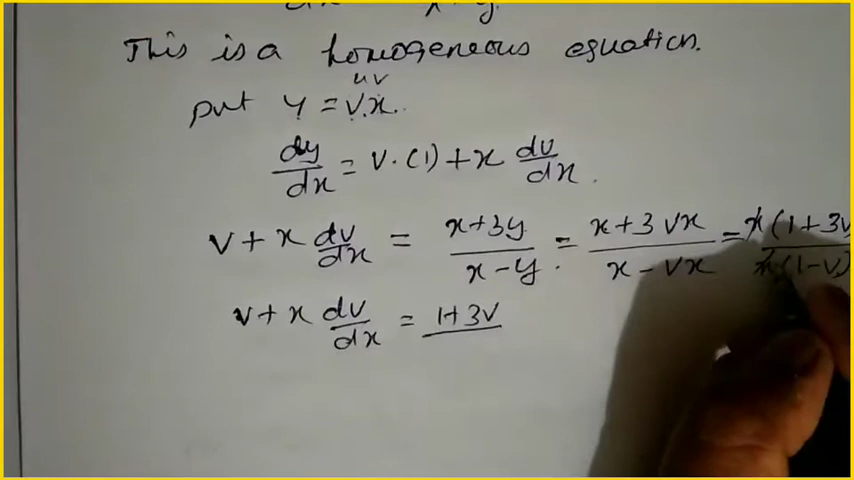 This is a homogeneous equation.
u v
put y = v.x.
dy/dx = v.(1) + x dv/dx.
v + x dv/dx = x+3y / x-y = x+3vx / x-vx = x(1+3v / x(1-v)
v + x dv/dx = 1+3v